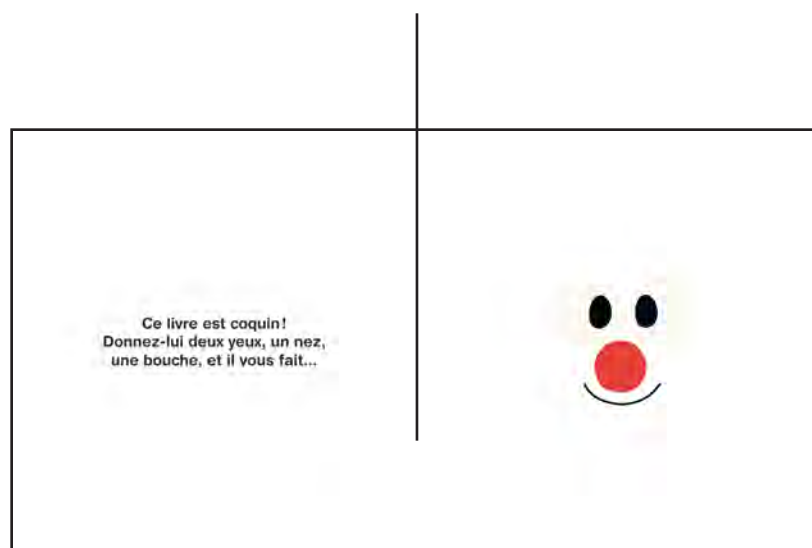 Ce livre est coquin !
Donnez-lui deux yeux, un nez,
une bouche, et il vous fait...